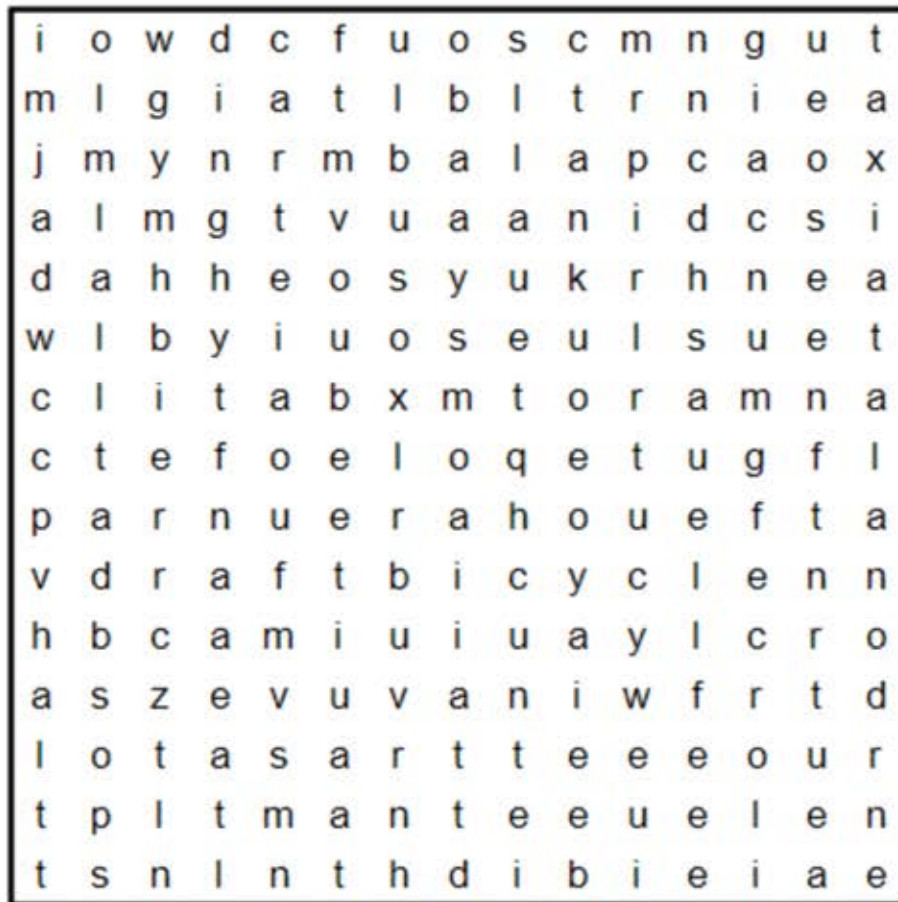 i o w d c f u o s c m n g u t
m l g i a t l b l t r n i e a
j m y n r m b a l a p c a o x
a l m g t v u a a n i d c s i
d a h h e o s y u k r h n e a
w l b y i u o s e u l s u e t
c l i t a b x m t o r a m n a
c t e f o e l o q e t u g f l
p a r n u e r a h o u e f t a
v d r a f t b i c y c l e n n
h b c a m i u i u a y l c r o
a s z e v u v a n i w f r t d
l o t a s a r t t e e e o u r
t p l t m a n t e e u e l e n
t s n l n t h d i b i e i a e